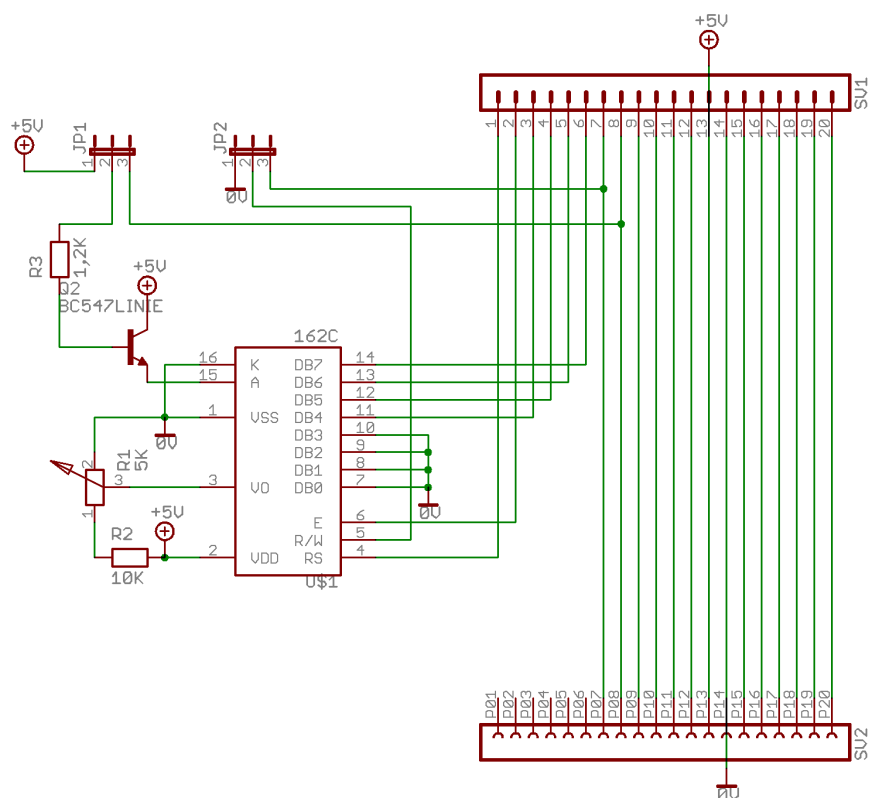 +5V
SV1
1 2 3 4 5 6 7 8 9 10 11 12 13 14 15 16 17 18 19 20
+5V
JP1
1 2 3
JP2
1 2 3
0V
R3
1,2K
Q2
BC547LINIE
+5V
162C
16 K DB7 14
15 A DB6 13
DB5 12
1 VSS DB4 11
0V
DB3 10
DB2 9
DB1 8
3 VO DB0 7
0V
R1
5K
2
3
1
+5V
R2
10K
E 6
R/W 5
2 VDD RS 4
U$1
P01 P02 P03 P04 P05 P06 P07 P08 P09 P10 P11 P12 P13 P14 P15 P16 P17 P18 P19 P20
SV2
0V